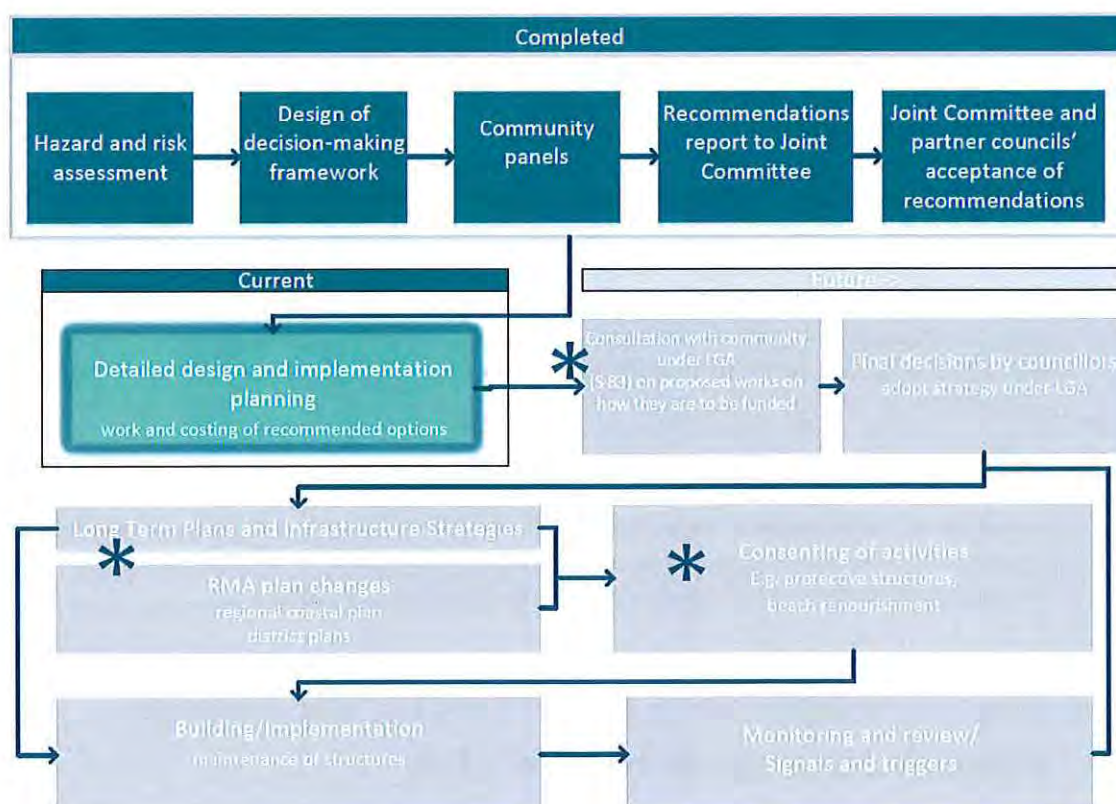 Completed
Hazard and risk
assessment
Design of
decision-making
framework
Community
panels
Recommendations
report to Joint
Committee
Joint Committee and
partner councils'
acceptance of
recommendations
Current
Future >>
Detailed design and implementation
planning
work and costing of recommended options
*
Consultation with community
under LGA
(S 83) on proposed works on
how they are to be funded
Final decisions by councillors
adopt strategy under LGA
Long Term Plans and Infrastructure Strategies
*
RMA plan changes
regional coastal plan
district plans
*
Consenting of activities
E.g. protective structures,
beach renourishment
Building/Implementation
maintenance of structures
Monitoring and review/
Signals and triggers